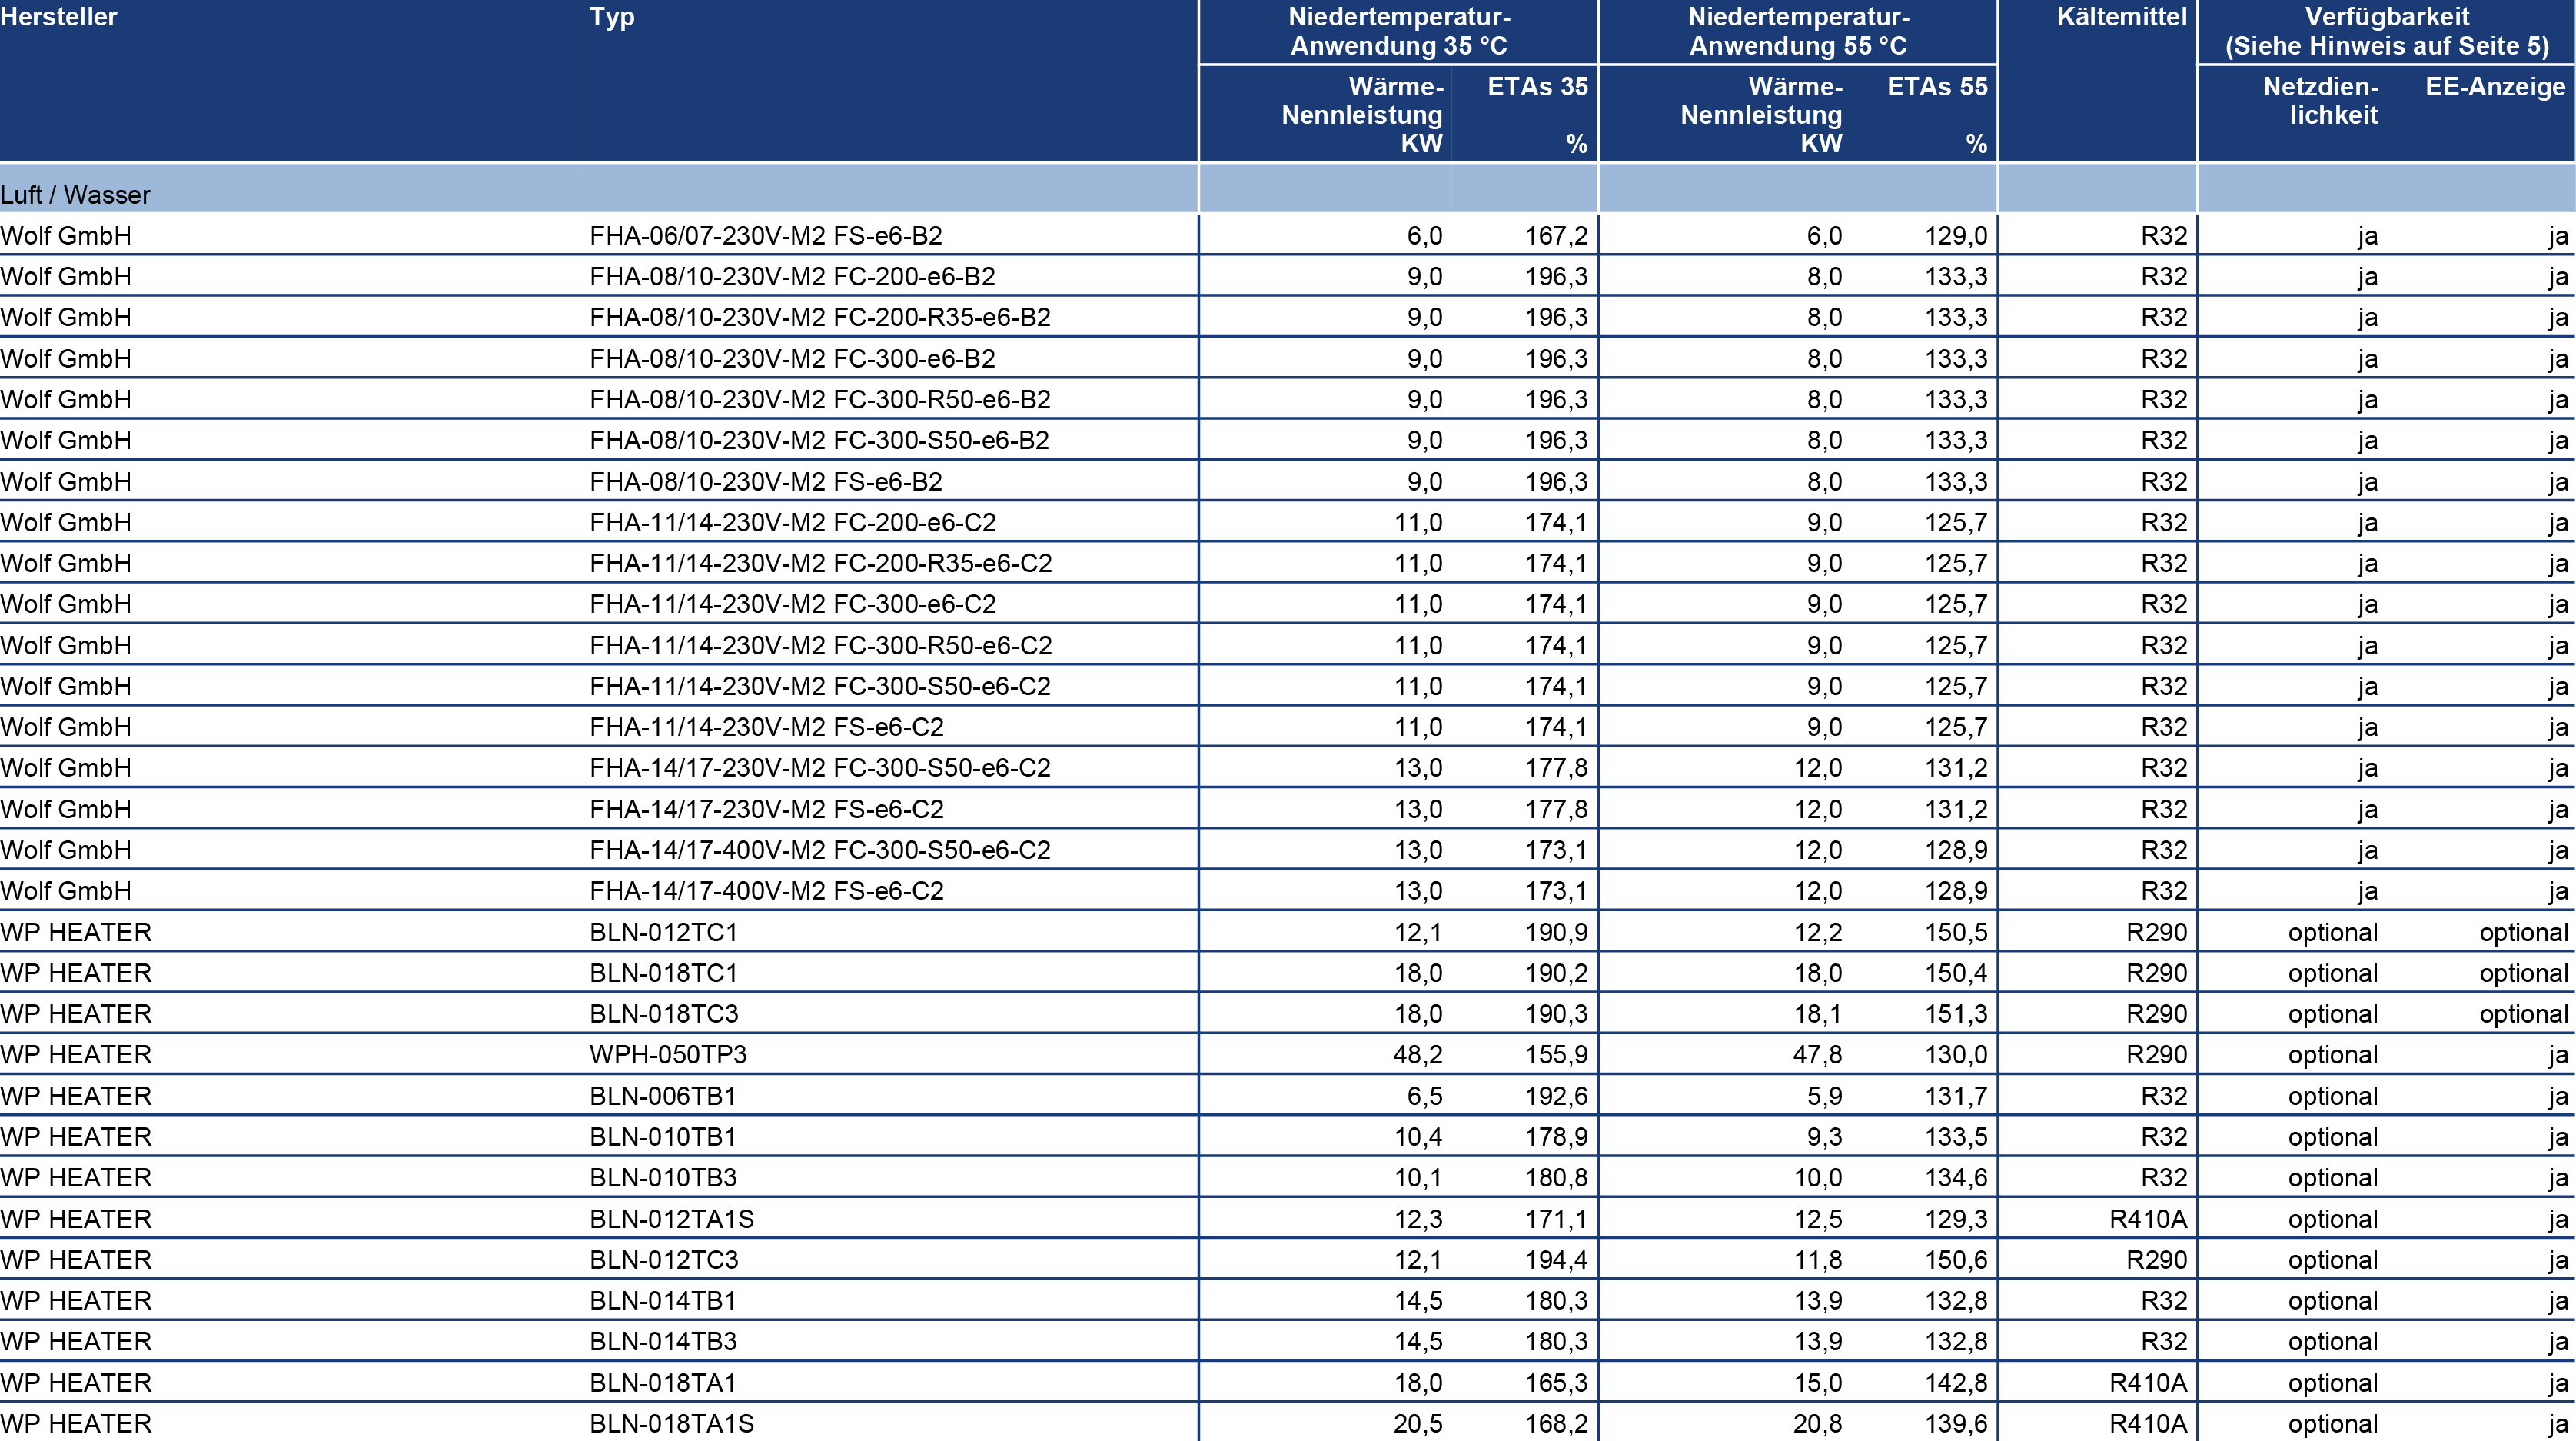 Hersteller Typ Niedertemperatur- Niedertemperatur- Kältemittel Verfügbarkeit
Anwendung 35 °C Anwendung 55 °C (Siehe Hinweis auf Seite 5)
Wärme- ETAs 35 Wärme- ETAs 55 Netzdien- EE-Anzeige
Nennleistung Nennleistung lichkeit
KW % KW %
Luft / Wasser
Wolf GmbH FHA-06/07-230V-M2 FS-e6-B2 6,0 167,2 6,0 129,0 R32 ja ja
Wolf GmbH FHA-08/10-230V-M2 FC-200-e6-B2 9,0 196,3 8,0 133,3 R32 ja ja
Wolf GmbH FHA-08/10-230V-M2 FC-200-R35-e6-B2 9,0 196,3 8,0 133,3 R32 ja ja
Wolf GmbH FHA-08/10-230V-M2 FC-300-e6-B2 9,0 196,3 8,0 133,3 R32 ja ja
Wolf GmbH FHA-08/10-230V-M2 FC-300-R50-e6-B2 9,0 196,3 8,0 133,3 R32 ja ja
Wolf GmbH FHA-08/10-230V-M2 FC-300-S50-e6-B2 9,0 196,3 8,0 133,3 R32 ja ja
Wolf GmbH FHA-08/10-230V-M2 FS-e6-B2 9,0 196,3 8,0 133,3 R32 ja ja
Wolf GmbH FHA-11/14-230V-M2 FC-200-e6-C2 11,0 174,1 9,0 125,7 R32 ja ja
Wolf GmbH FHA-11/14-230V-M2 FC-200-R35-e6-C2 11,0 174,1 9,0 125,7 R32 ja ja
Wolf GmbH FHA-11/14-230V-M2 FC-300-e6-C2 11,0 174,1 9,0 125,7 R32 ja ja
Wolf GmbH FHA-11/14-230V-M2 FC-300-R50-e6-C2 11,0 174,1 9,0 125,7 R32 ja ja
Wolf GmbH FHA-11/14-230V-M2 FC-300-S50-e6-C2 11,0 174,1 9,0 125,7 R32 ja ja
Wolf GmbH FHA-11/14-230V-M2 FS-e6-C2 11,0 174,1 9,0 125,7 R32 ja ja
Wolf GmbH FHA-14/17-230V-M2 FC-300-S50-e6-C2 13,0 177,8 12,0 131,2 R32 ja ja
Wolf GmbH FHA-14/17-230V-M2 FS-e6-C2 13,0 177,8 12,0 131,2 R32 ja ja
Wolf GmbH FHA-14/17-400V-M2 FC-300-S50-e6-C2 13,0 173,1 12,0 128,9 R32 ja ja
Wolf GmbH FHA-14/17-400V-M2 FS-e6-C2 13,0 173,1 12,0 128,9 R32 ja ja
WP HEATER BLN-012TC1 12,1 190,9 12,2 150,5 R290 optional optional
WP HEATER BLN-018TC1 18,0 190,2 18,0 150,4 R290 optional optional
WP HEATER BLN-018TC3 18,0 190,3 18,1 151,3 R290 optional optional
WP HEATER WPH-050TP3 48,2 155,9 47,8 130,0 R290 optional ja
WP HEATER BLN-006TB1 6,5 192,6 5,9 131,7 R32 optional ja
WP HEATER BLN-010TB1 10,4 178,9 9,3 133,5 R32 optional ja
WP HEATER BLN-010TB3 10,1 180,8 10,0 134,6 R32 optional ja
WP HEATER BLN-012TA1S 12,3 171,1 12,5 129,3 R410A optional ja
WP HEATER BLN-012TC3 12,1 194,4 11,8 150,6 R290 optional ja
WP HEATER BLN-014TB1 14,5 180,3 13,9 132,8 R32 optional ja
WP HEATER BLN-014TB3 14,5 180,3 13,9 132,8 R32 optional ja
WP HEATER BLN-018TA1 18,0 165,3 15,0 142,8 R410A optional ja
WP HEATER BLN-018TA1S 20,5 168,2 20,8 139,6 R410A optional ja